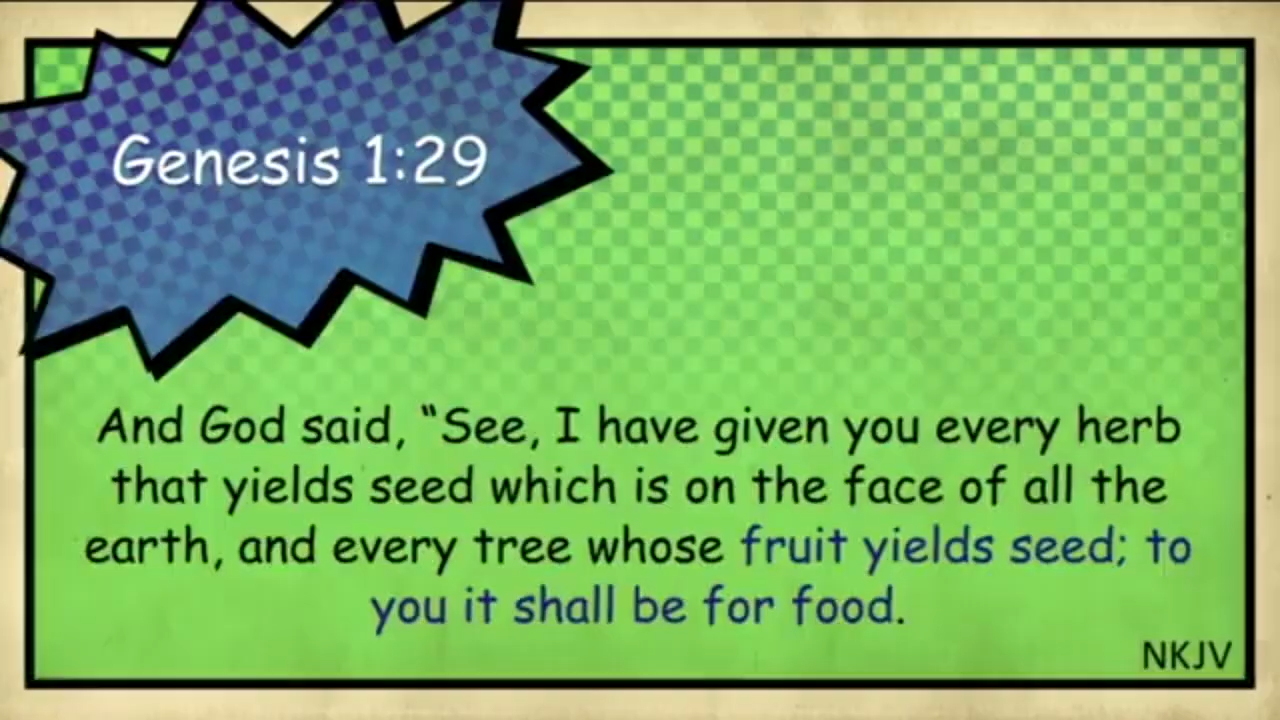 Genesis 1:29
And God said, “See, I have given you every herb
that yields seed which is on the face of all the
earth, and every tree whose fruit yields seed; to
you it shall be for food.
NKJV